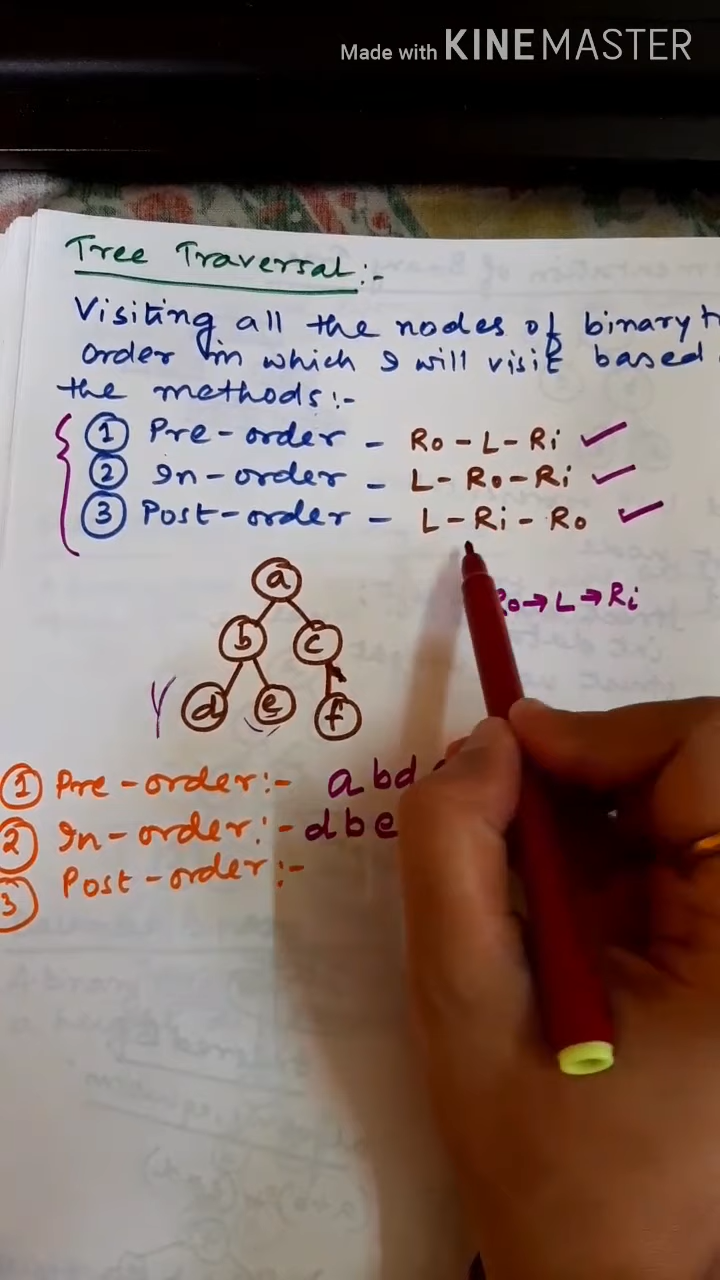 Made with KINEMASTER
Tree Traversal:-
Visiting all the nodes of binary
order in which I will visit based
the methods:-
① Pre-order - Ro-L-Ri ✓
② In-order - L-Ro-Ri ✓
③ Post-order - L-Ri-Ro ✓
a
Ro→L→Ri
b c
d e f
① Pre-order:- a b d
② In-order:- d b e
③ Post-order:-